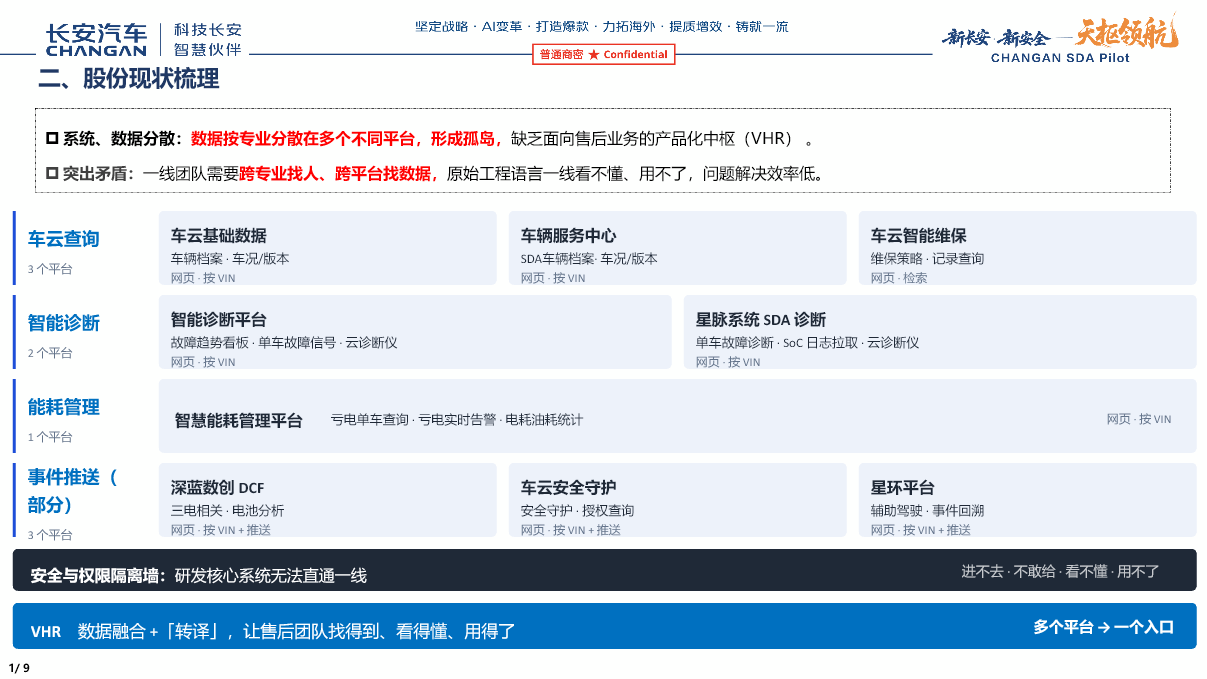 长安汽车
CHANGAN
科技长安
智慧伙伴
坚定战略 · AI变革 · 打造爆款 · 力拓海外 · 提质增效 · 铸就一流
普通商密 ★ Confidential
新长安·新安全 — 天枢领航
CHANGAN SDA Pilot
二、股份现状梳理
系统、数据分散：数据按专业分散在多个不同平台，形成孤岛，缺乏面向售后业务的产品化中枢（VHR） 。
突出矛盾：一线团队需要跨专业找人、跨平台找数据，原始工程语言一线看不懂、用不了，问题解决效率低。
车云查询
3 个平台
车云基础数据
车辆档案 · 车况/版本
网页 · 按 VIN
车辆服务中心
SDA车辆档案· 车况/版本
网页 · 按 VIN
车云智能维保
维保策略 · 记录查询
网页 · 检索
智能诊断
2 个平台
智能诊断平台
故障趋势看板 · 单车故障信号 · 云诊断仪
网页 · 按 VIN
星脉系统 SDA 诊断
单车故障诊断 · SoC 日志拉取 · 云诊断仪
网页 · 按 VIN
能耗管理
1 个平台
智慧能耗管理平台
亏电单车查询 · 亏电实时告警 · 电耗油耗统计
网页 · 按 VIN
事件推送（
部分）
3 个平台
深蓝数创 DCF
三电相关 · 电池分析
网页 · 按 VIN + 推送
车云安全守护
安全守护 · 授权查询
网页 · 按 VIN + 推送
星环平台
辅助驾驶 · 事件回溯
网页 · 按 VIN + 推送
安全与权限隔离墙：研发核心系统无法直通一线
进不去 · 不敢给 · 看不懂 · 用不了
VHR 数据融合 +「转译」，让售后团队找得到、看得懂、用得了
多个平台 → 一个入口
1/ 9